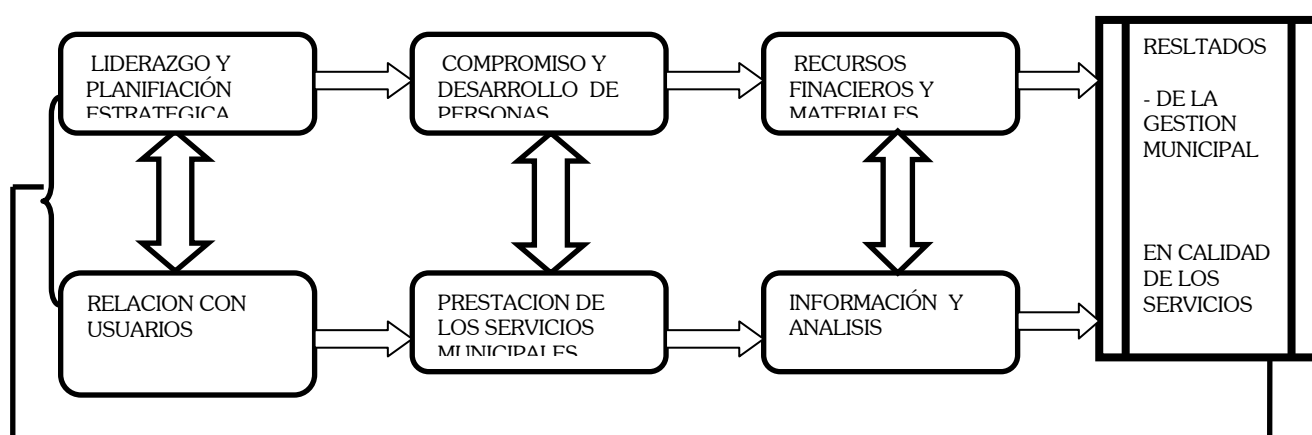 LIDERAZGO Y
PLANIFIACIÓN
ESTRATEGICA
COMPROMISO Y
DESARROLLO DE
PERSONAS
RECURSOS
FINACIEROS Y
MATERIALES
RESLTADOS
- DE LA
GESTION
MUNICIPAL
EN CALIDAD
DE LOS
SERVICIOS
RELACION CON
USUARIOS
PRESTACION DE
LOS SERVICIOS
MUNICIPALES
INFORMACIÓN Y
ANALISIS